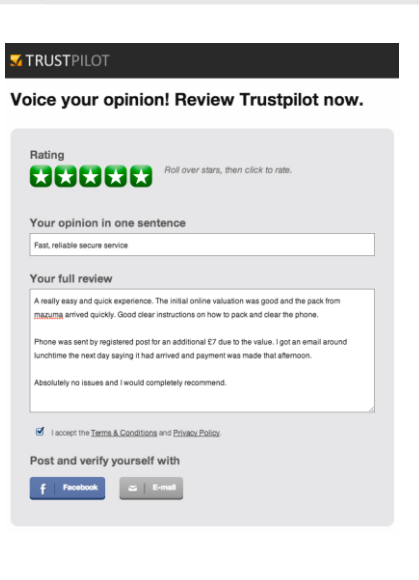 TRUSTPILOT
Voice your opinion! Review Trustpilot now.
Rating
Roll over stars, then click to rate.
Your opinion in one sentence
Fast, reliable secure service
Your full review
A really easy and quick experience. The initial online valuation was good and the pack from
mazuma arrived quickly. Good clear instructions on how to pack and clear the phone.
Phone was sent by registered post for an additional £7 due to the value. I got an email around
lunchtime the next day saying it had arrived and payment was made that afternoon.
Absolutely no issues and I would completely recommend.
I accept the Terms & Conditions and Privacy Policy.
Post and verify yourself with
f Facebook
E-mail